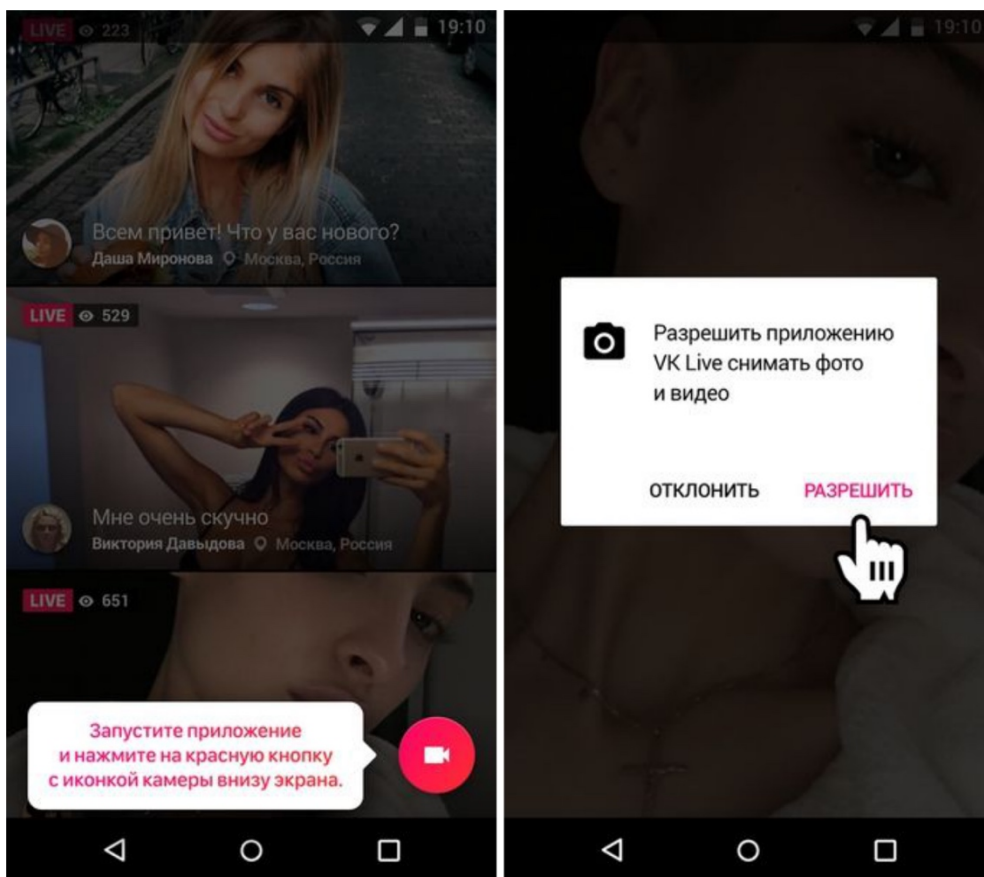 LIVE 223
19:10
Всем привет! Что у вас нового?
Даша Миронова Москва, Россия
LIVE 529
Мне очень скучно
Виктория Давыдова Москва, Россия
LIVE 651
Запустите приложение
и нажмите на красную кнопку
с иконкой камеры внизу экрана.
19:10
Разрешить приложению
VK Live снимать фото
и видео
ОТКЛОНИТЬ РАЗРЕШИТЬ